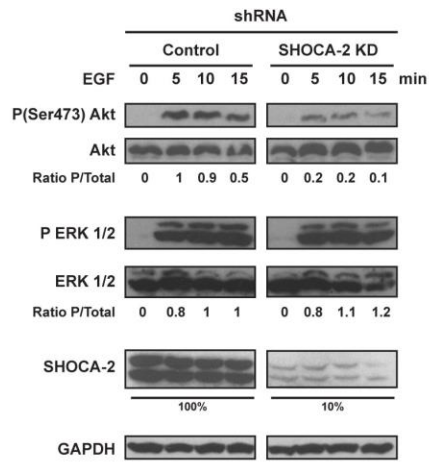 shRNA
Control SHOCA-2 KD
EGF 0 5 10 15 0 5 10 15 min
P(Ser473) Akt
Akt
Ratio P/Total 0 1 0.9 0.5 0 0.2 0.2 0.1
P ERK 1/2
ERK 1/2
Ratio P/Total 0 0.8 1 1 0 0.8 1.1 1.2
SHOCA-2
100% 10%
GAPDH